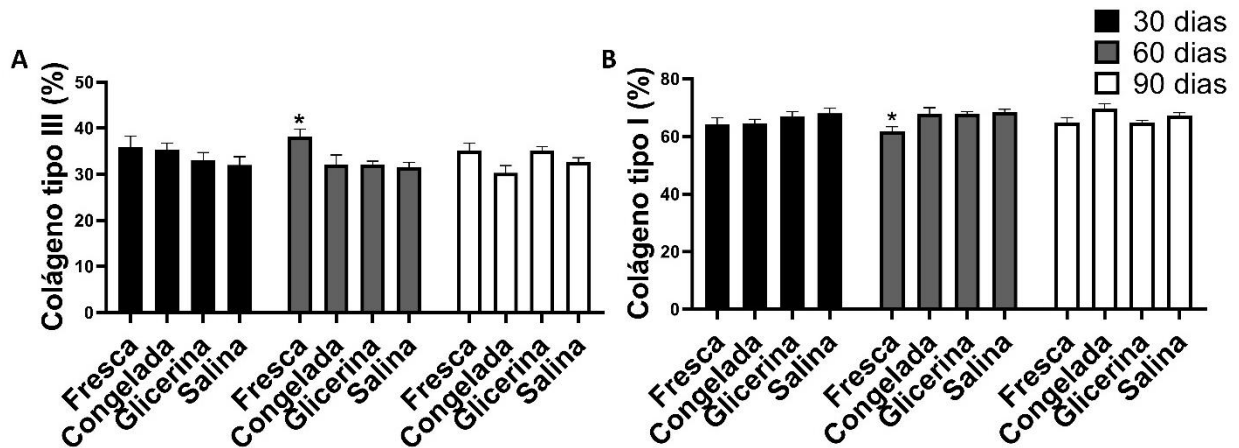 A
Colágeno tipo III (%)
50
40
30
20
10
0
*
Fresca
Congelada
Glicerina
Salina
Fresca
Congelada
Glicerina
Salina
Fresca
Congelada
Glicerina
Salina
B
Colágeno tipo I (%)
80
60
40
20
0
*
Fresca
Congelada
Glicerina
Salina
Fresca
Congelada
Glicerina
Salina
Fresca
Congelada
Glicerina
Salina
30 dias
60 dias
90 dias